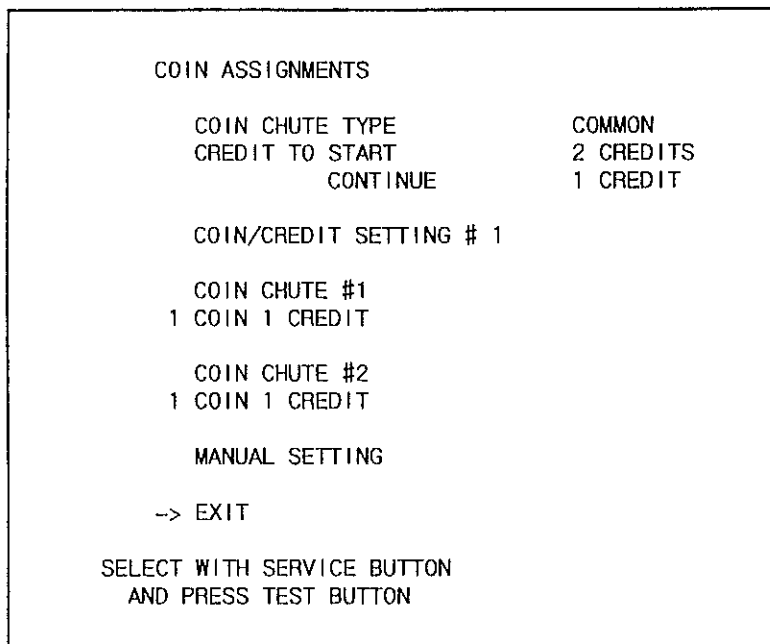 COIN ASSIGNMENTS
COIN CHUTE TYPE COMMON
CREDIT TO START 2 CREDITS
CONTINUE 1 CREDIT
COIN/CREDIT SETTING # 1
COIN CHUTE #1
1 COIN 1 CREDIT
COIN CHUTE #2
1 COIN 1 CREDIT
MANUAL SETTING
-> EXIT
SELECT WITH SERVICE BUTTON
AND PRESS TEST BUTTON